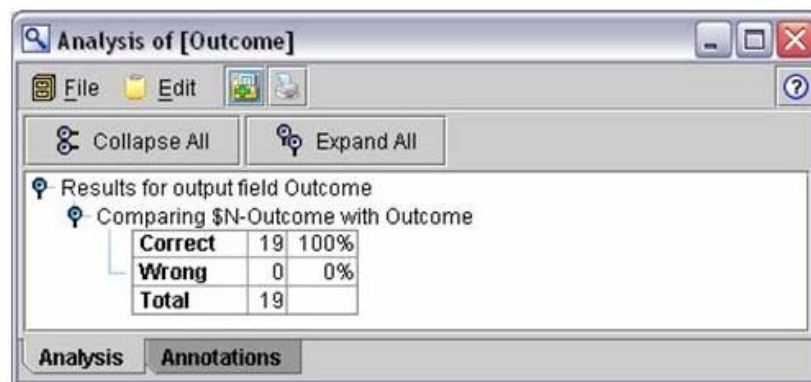 Analysis of [Outcome]
File Edit
Collapse All Expand All
Results for output field Outcome
Comparing $N-Outcome with Outcome
Correct 19 100%
Wrong 0 0%
Total 19
Analysis Annotations